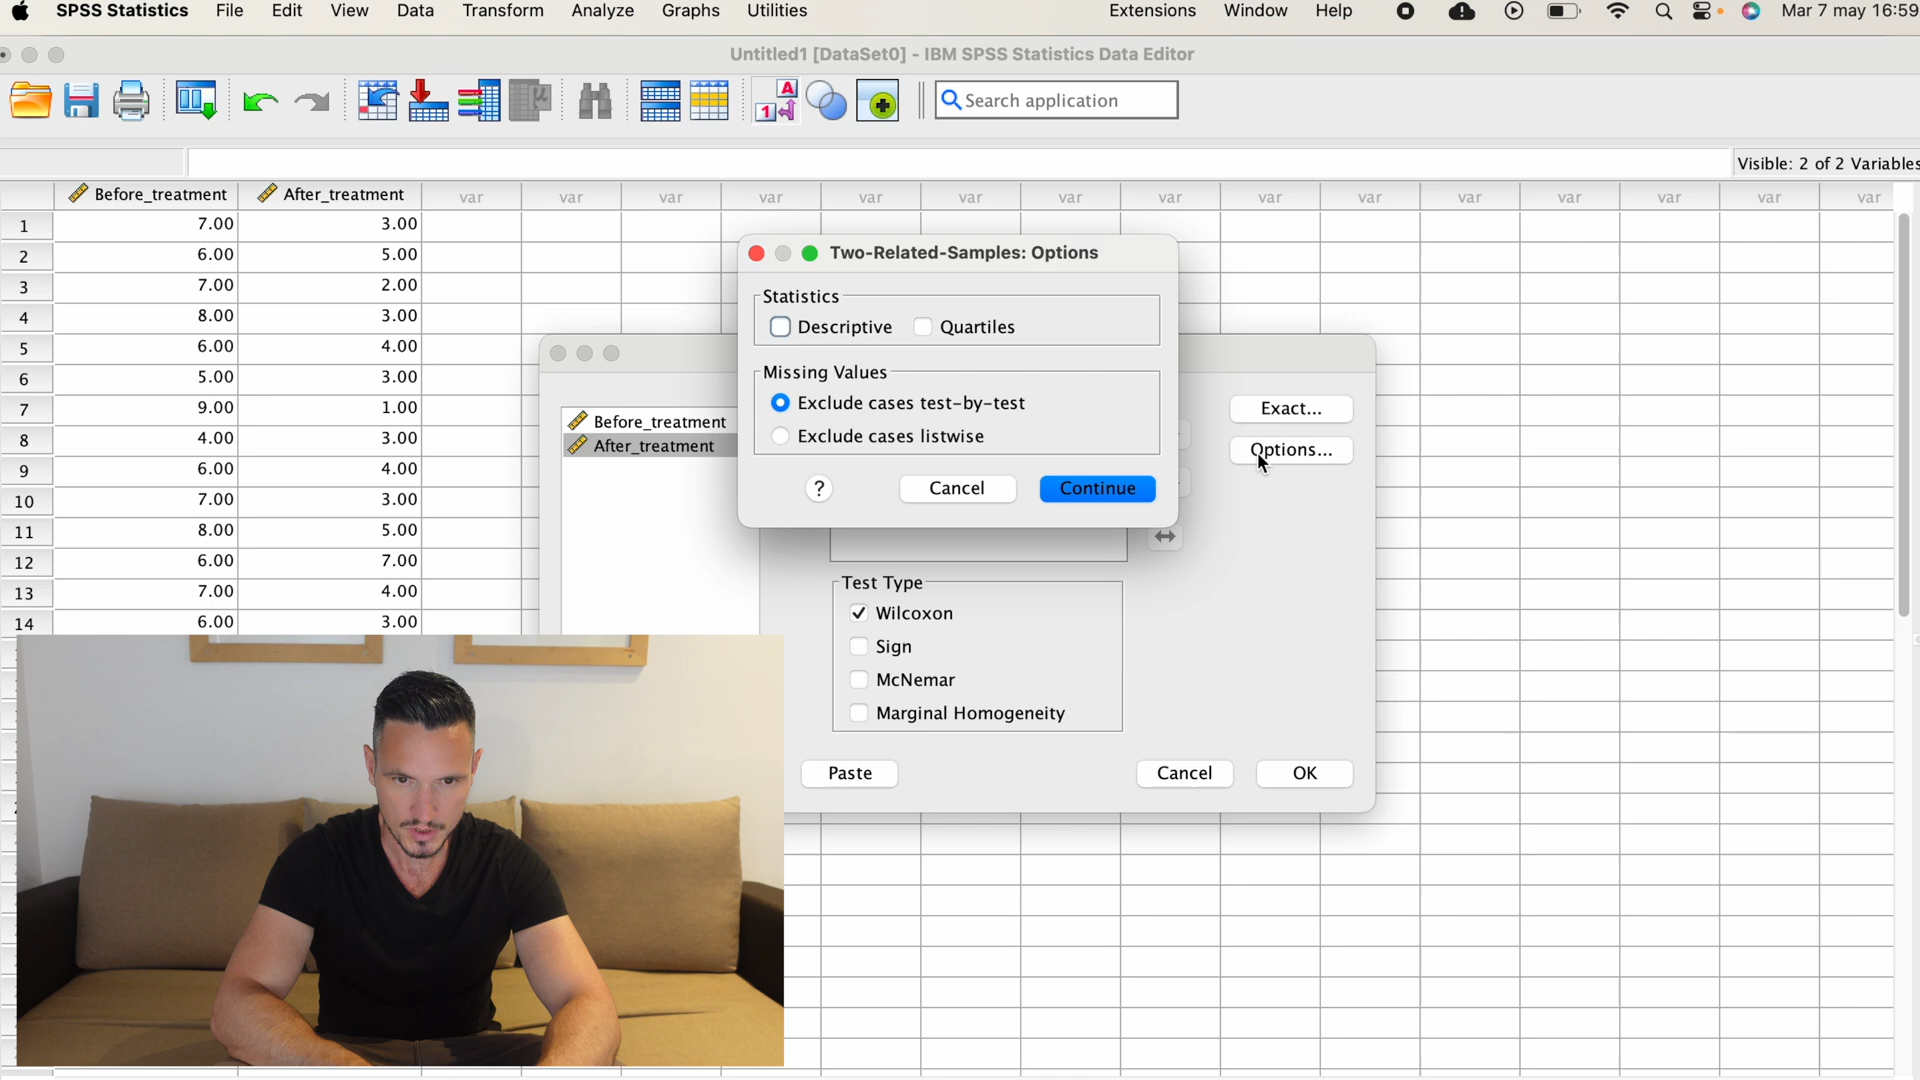 SPSS Statistics File Edit View Data Transform Analyze Graphs Utilities Extensions Window Help Mar 7 may 16:59
Untitled1 [DataSet0] - IBM SPSS Statistics Data Editor
Search application
Visible: 2 of 2 Variables
Before_treatment After_treatment var var var var var var var var var var var var var var var
1 7.00 3.00
2 6.00 5.00
3 7.00 2.00
4 8.00 3.00
5 6.00 4.00
6 5.00 3.00
7 9.00 1.00
8 4.00 3.00
9 6.00 4.00
10 7.00 3.00
11 8.00 5.00
12 6.00 7.00
13 7.00 4.00
14 6.00 3.00
Two-Related-Samples: Options
Statistics
Descriptive Quartiles
Missing Values
Exclude cases test-by-test
Exclude cases listwise
? Cancel Continue
Before_treatment
After_treatment
Exact...
Options...
Test Type
Wilcoxon
Sign
McNemar
Marginal Homogeneity
Paste Cancel OK